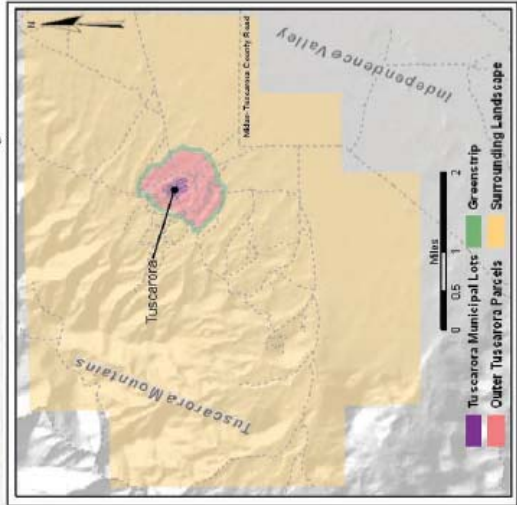 N
Midas-Tuscarora County Road
Independence Valley
Tuscarora
Tuscarora Mountains
Miles
0 0.5 1 2
Tuscarora Municipal Lots
Greenstrip
Outer Tuscarora Parcels
Surrounding Landscape